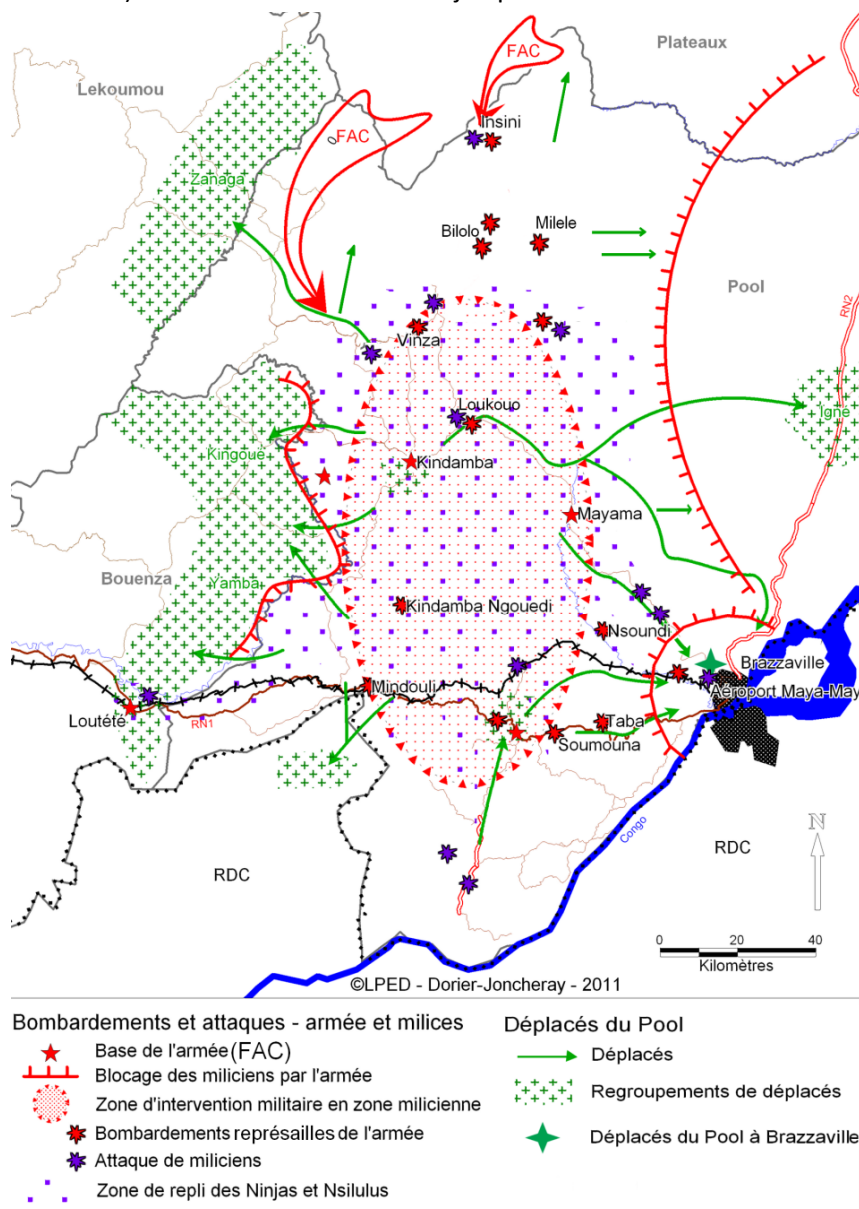 FAC
Plateaux
Lekoumou
FAC
Insini
Zanaga
Bilolo
Milele
Pool
RN2
Vinza
Loukouo
Igné
Kingoué
Kindamba
Mayama
Bouenza
Yamba
Kindamba Ngouedi
Nsoundi
Brazzaville
Mindouli
Aéroport Maya-May
Loutété
RN1
Taba
Soumouna
Congo
N
RDC
RDC
0 20 40
Kilomètres
©LPED - Dorier-Joncheray - 2011
Bombardements et attaques - armée et milices
Base de l'armée (FAC)
Blocage des miliciens par l'armée
Zone d'intervention militaire en zone milicienne
Bombardements représailles de l'armée
Attaque de miliciens
Zone de repli des Ninjas et Nsilulus
Déplacés du Pool
Déplacés
Regroupements de déplacés
Déplacés du Pool à Brazzaville